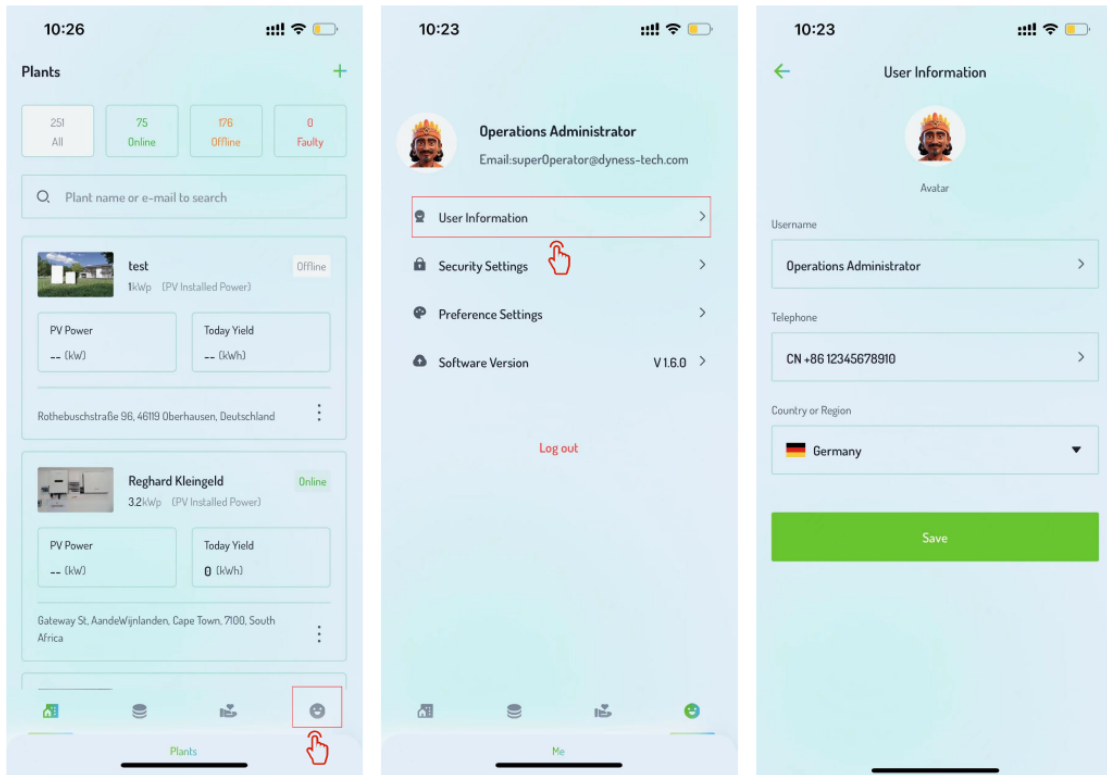 10:26
Plants
251
All
75
Online
176
Offline
0
Faulty
Plant name or e-mail to search
test
Offline
1kWp (PV Installed Power)
PV Power
-- (kW)
Today Yield
-- (kWh)
Rothebuschstraße 96, 46119 Oberhausen, Deutschland
Reghard Kleingeld
Online
3.2kWp (PV Installed Power)
PV Power
-- (kW)
Today Yield
0 (kWh)
Gateway St, AandeWijnlanden, Cape Town, 7100, South
Africa
Plants
10:23
Operations Administrator
Email:superOperator@dyness-tech.com
User Information
Security Settings
Preference Settings
Software Version
V 1.6.0
Log out
Me
10:23
User Information
Avatar
Username
Operations Administrator
Telephone
CN +86 12345678910
Country or Region
Germany
Save